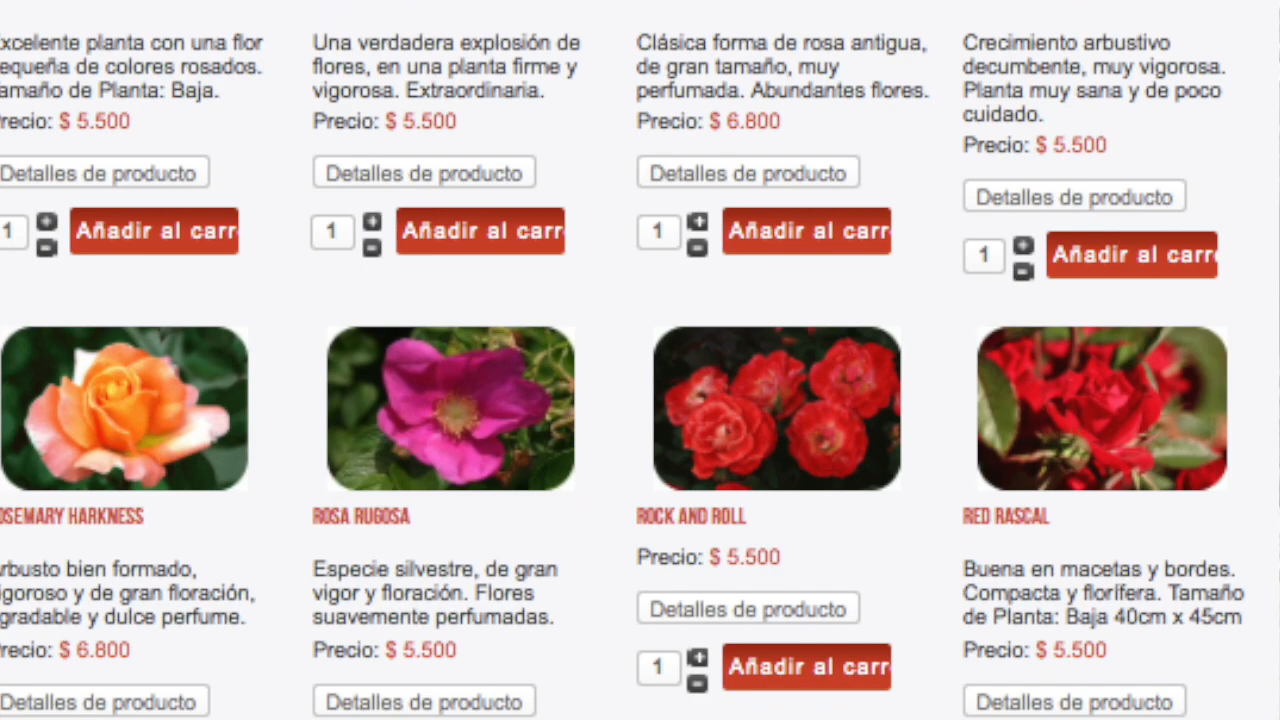 xcelente planta con una flor
equeña de colores rosados.
amaño de Planta: Baja.
recio: $ 5.500
Detalles de producto
1
Añadir al carr
Una verdadera explosión de
flores, en una planta firme y
vigorosa. Extraordinaria.
Precio: $ 5.500
Detalles de producto
1
Añadir al carr
Clásica forma de rosa antigua,
de gran tamaño, muy
perfumada. Abundantes flores.
Precio: $ 6.800
Detalles de producto
1
Añadir al carr
Crecimiento arbustivo
decumbente, muy vigorosa.
Planta muy sana y de poco
cuidado.
Precio: $ 5.500
Detalles de producto
1
Añadir al carr
OSEMARY HARKNESS
rbusto bien formado,
igoroso y de gran floración,
gradable y dulce perfume.
recio: $ 6.800
Detalles de producto
ROSA RUGOSA
Especie silvestre, de gran
vigor y floración. Flores
suavemente perfumadas.
Precio: $ 5.500
Detalles de producto
ROCK AND ROLL
Precio: $ 5.500
Detalles de producto
1
Añadir al carr
RED RASCAL
Buena en macetas y bordes.
Compacta y florífera. Tamaño
de Planta: Baja 40cm x 45cm
Precio: $ 5.500
Detalles de producto